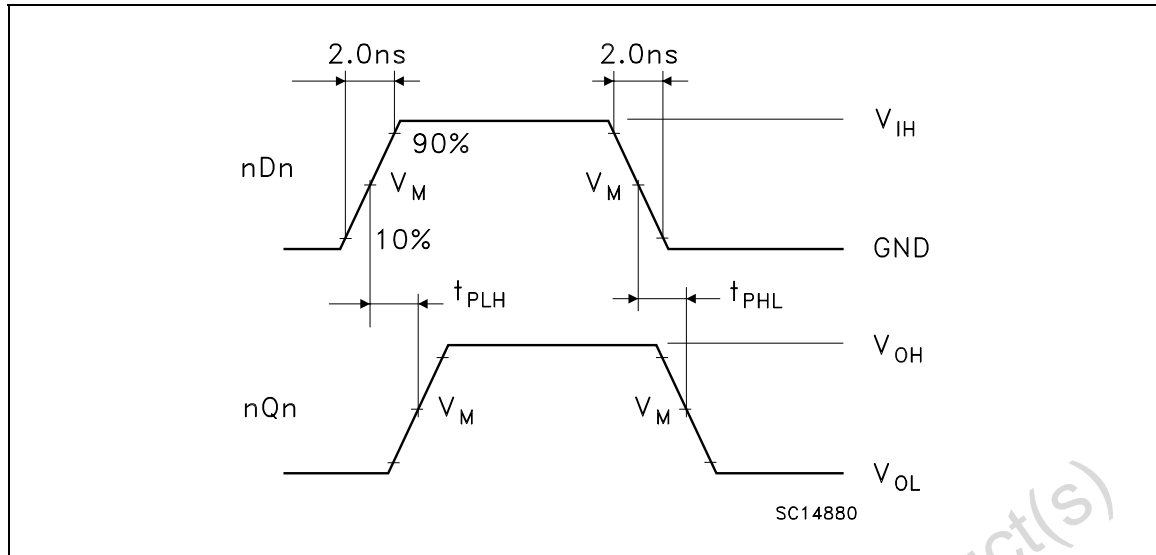 2.0ns 2.0ns
V_IH
90%
nDn V_M V_M
10%
GND
t_PLH t_PHL
V_OH
nQn V_M V_M
V_OL
SC14880
ct(s)